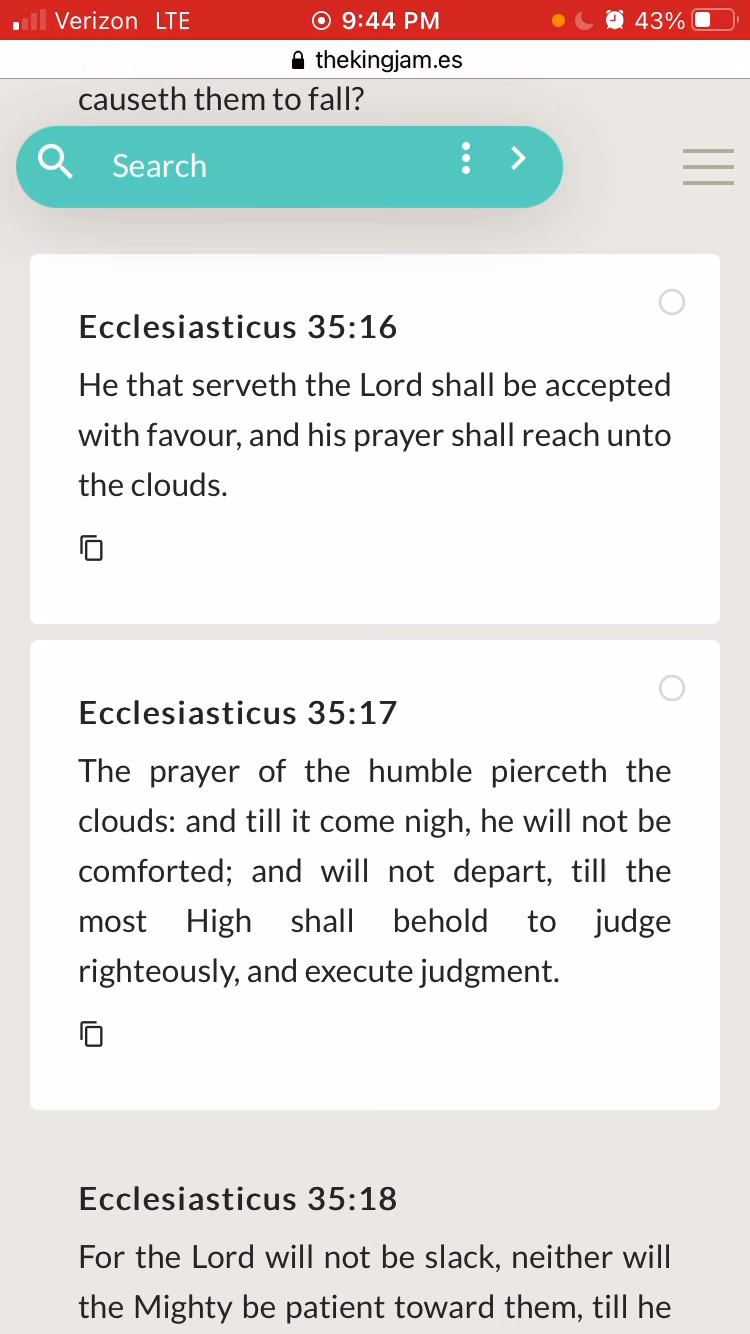 Verizon LTE 9:44 PM 43%
thekingjam.es
causeth them to fall?
Search
Ecclesiasticus 35:16
He that serveth the Lord shall be accepted
with favour, and his prayer shall reach unto
the clouds.
Ecclesiasticus 35:17
The prayer of the humble pierceth the
clouds: and till it come nigh, he will not be
comforted; and will not depart, till the
most High shall behold to judge
righteously, and execute judgment.
Ecclesiasticus 35:18
For the Lord will not be slack, neither will
the Mighty be patient toward them, till he